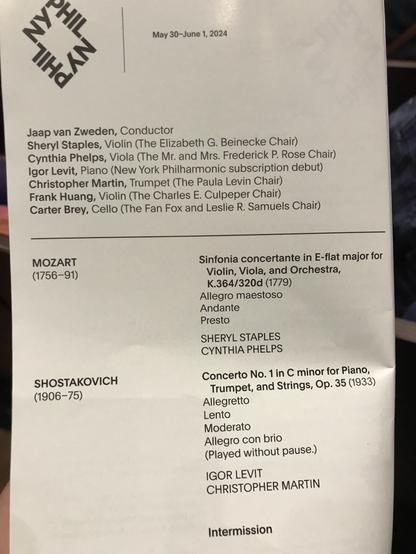 NY PHIL NY PHIL
May 30–June 1, 2024
Jaap van Zweden, Conductor
Sheryl Staples, Violin (The Elizabeth G. Beinecke Chair)
Cynthia Phelps, Viola (The Mr. and Mrs. Frederick P. Rose Chair)
Igor Levit, Piano (New York Philharmonic subscription debut)
Christopher Martin, Trumpet (The Paula Levin Chair)
Frank Huang, Violin (The Charles E. Culpeper Chair)
Carter Brey, Cello (The Fan Fox and Leslie R. Samuels Chair)
MOZART
(1756–91)
Sinfonia concertante in E-flat major for
Violin, Viola, and Orchestra,
K.364/320d (1779)
Allegro maestoso
Andante
Presto
SHERYL STAPLES
CYNTHIA PHELPS
SHOSTAKOVICH
(1906–75)
Concerto No. 1 in C minor for Piano,
Trumpet, and Strings, Op. 35 (1933)
Allegretto
Lento
Moderato
Allegro con brio
(Played without pause.)
IGOR LEVIT
CHRISTOPHER MARTIN
Intermission